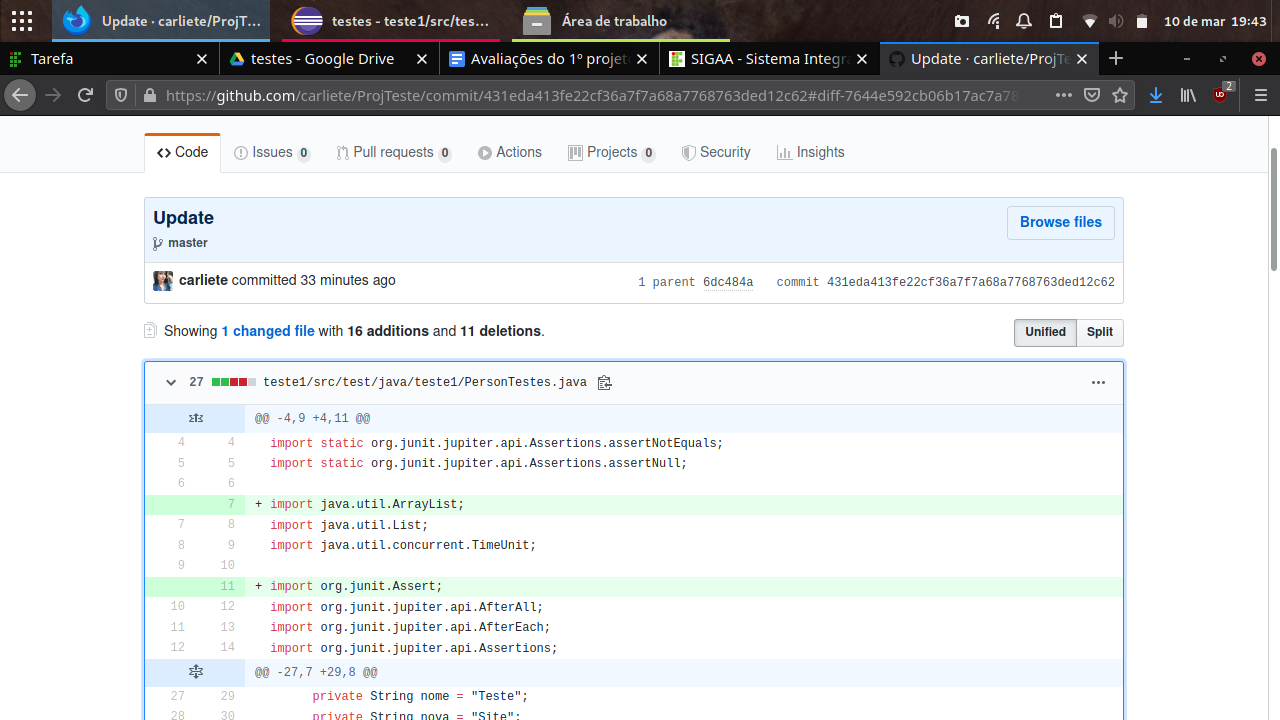 Update · carliete/ProjT...
testes - teste1/src/tes...
Área de trabalho
10 de mar 19:43
Tarefa
testes - Google Drive
Avaliações do 1º projeto
SIGAA - Sistema Integra
Update · carliete/ProjTe
https://github.com/carliete/ProjTeste/commit/431eda413fe22cf36a7f7a68a7768763ded12c62#diff-7644e592cb06b17ac7a78
2
Code
Issues 0
Pull requests 0
Actions
Projects 0
Security
Insights
Update
Browse files
master
carliete committed 33 minutes ago
1 parent 6dc484a
commit 431eda413fe22cf36a7f7a68a7768763ded12c62
Showing 1 changed file with 16 additions and 11 deletions.
Unified Split
27 teste1/src/test/java/teste1/PersonTestes.java
@@ -4,9 +4,11 @@
4 4 import static org.junit.jupiter.api.Assertions.assertNotEquals;
5 5 import static org.junit.jupiter.api.Assertions.assertNull;
6 6
7 + import java.util.ArrayList;
7 8 import java.util.List;
8 9 import java.util.concurrent.TimeUnit;
9 10
11 + import org.junit.Assert;
10 12 import org.junit.jupiter.api.AfterAll;
11 13 import org.junit.jupiter.api.AfterEach;
12 14 import org.junit.jupiter.api.Assertions;
@@ -27,7 +29,8 @@
27 29 private String nome = "Teste";
28 30 private String nova = "Site";